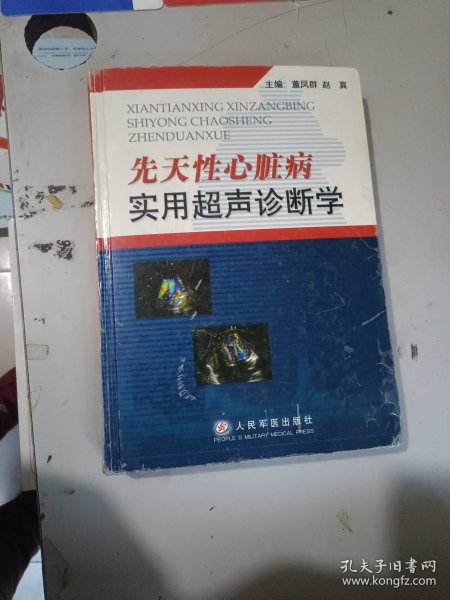 主编 董凤群 赵 真
XIANTIANXING XINZANGBING
SHIYONG CHAOSHENG
ZHENDUANXUE
先天性心脏病
实用超声诊断学
人民军医出版社
PEOPLE'S MILITARY MEDICAL PRESS
孔夫子旧书网
www.kongfz.com